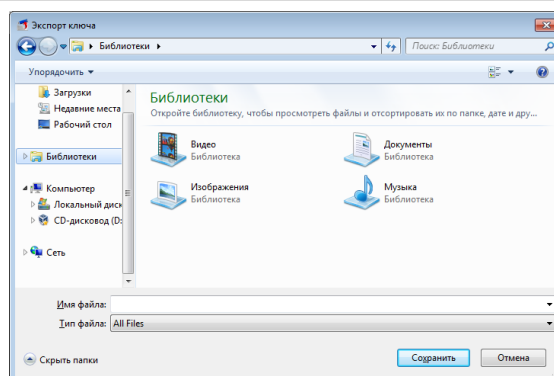 Экспорт ключа
Библиотеки
Поиск: Библиотеки
Упорядочить
Загрузки
Недавние места
Рабочий стол
Библиотеки
Компьютер
Локальный диск
CD-дисковод (D:
Сеть
Библиотеки
Откройте библиотеку, чтобы просмотреть файлы и отсортировать их по папке, дате и дру...
Видео
Библиотека
Документы
Библиотека
Изображения
Библиотека
Музыка
Библиотека
Имя файла:
Тип файла: All Files
Скрыть папки
Сохранить
Отмена